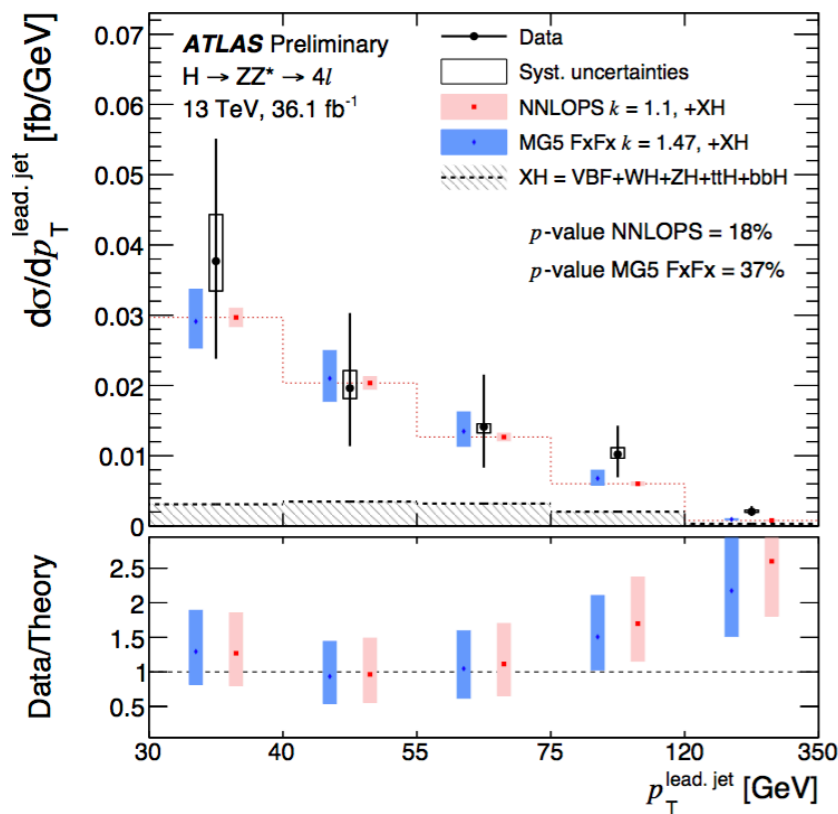 ATLAS Preliminary
H → ZZ* → 4l
13 TeV, 36.1 fb⁻¹
Data
Syst. uncertainties
NNLOPS k = 1.1, +XH
MG5 FxFx k = 1.47, +XH
XH = VBF+WH+ZH+ttH+bbH
p-value NNLOPS = 18%
p-value MG5 FxFx = 37%
dσ/dp_T^lead. jet [fb/GeV]
0.07
0.06
0.05
0.04
0.03
0.02
0.01
0
Data/Theory
2.5
2
1.5
1
0.5
30 40 55 75 120 350
p_T^lead. jet [GeV]